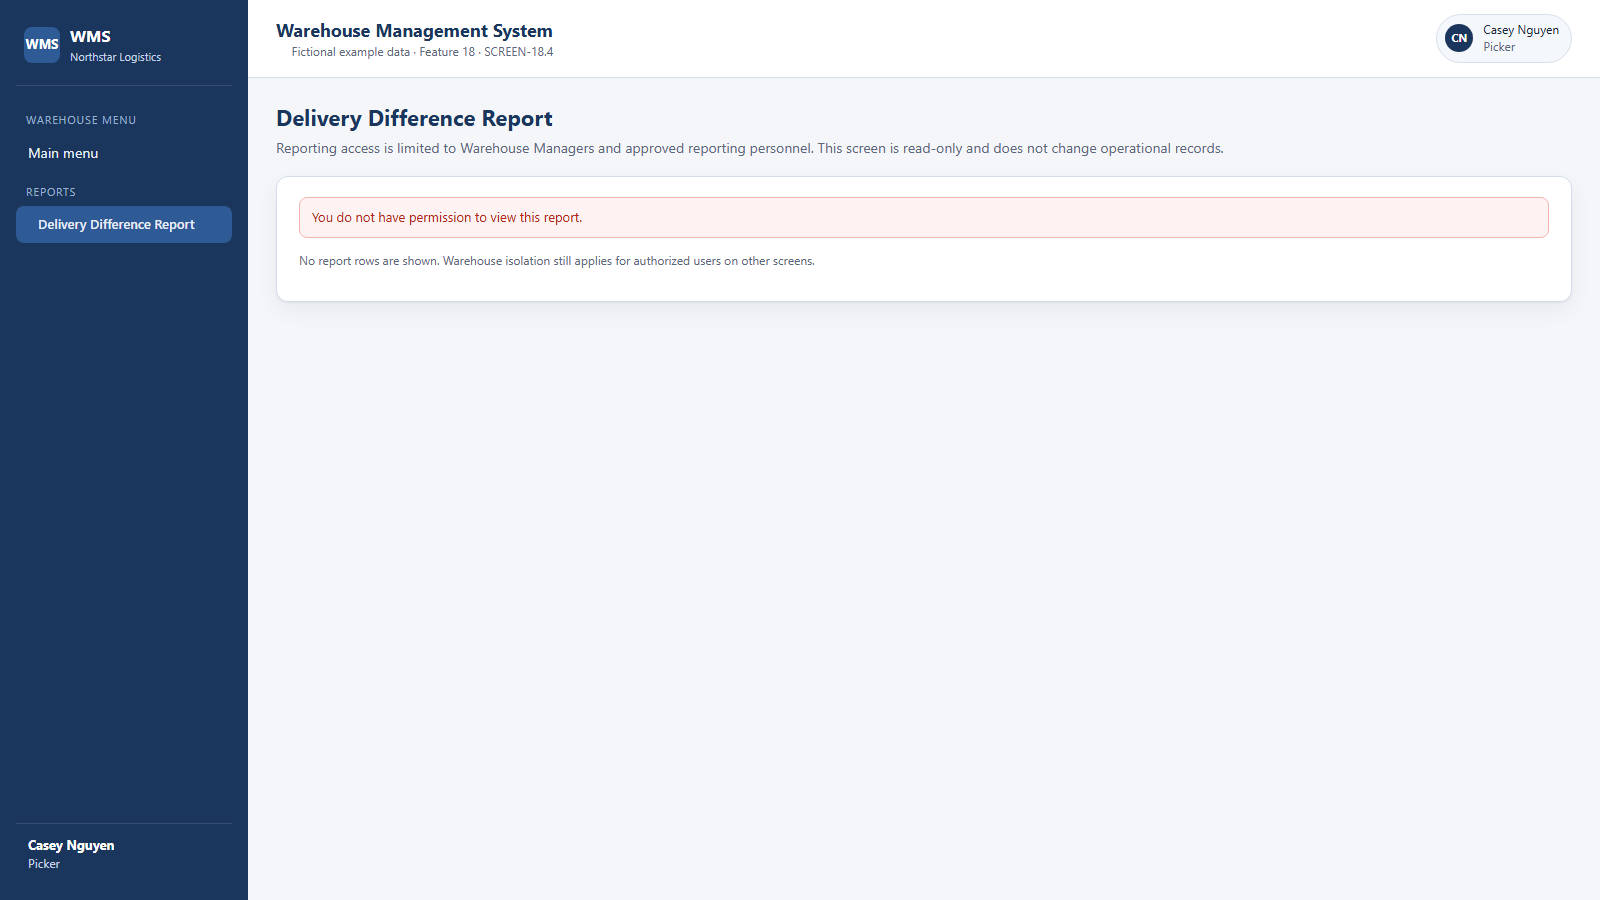 WMS
WMS
Northstar Logistics
WAREHOUSE MENU
Main menu
REPORTS
Delivery Difference Report
Casey Nguyen
Picker
Warehouse Management System
Fictional example data · Feature 18 · SCREEN-18.4
CN
Casey Nguyen
Picker
Delivery Difference Report
Reporting access is limited to Warehouse Managers and approved reporting personnel. This screen is read-only and does not change operational records.
You do not have permission to view this report.
No report rows are shown. Warehouse isolation still applies for authorized users on other screens.